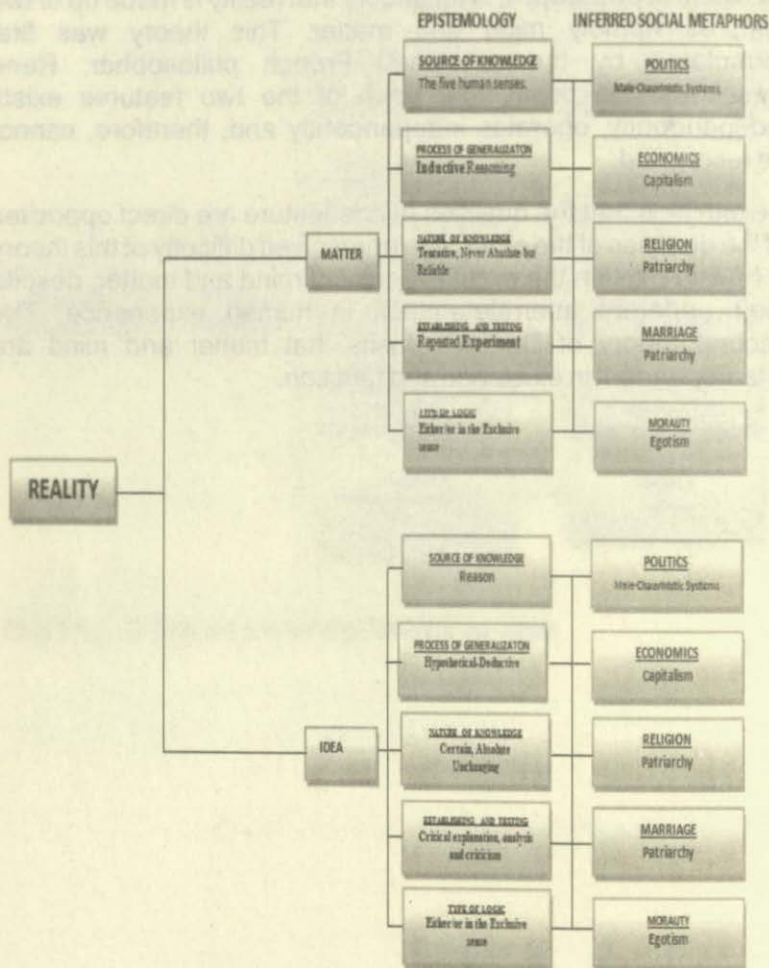 EPISTEMOLOGY
INFERRED SOCIAL METAPHORS
SOURCE OF KNOWLEDGE
The five human senses.
POLITICS
Male-Chauvinistic Systems
PROCESS OF GENERALIZATON
Inductive Reasoning
ECONOMICS
Capitalism
MATTER
NATURE OF KNOWLEDGE
Tentative, Never Absolute but
Reliable
RELIGION
Patriarchy
ESTABLISHING AND TESTING
Repeated Experiment
MARRIAGE
Patriarchy
TYPE OF LOGIC
Either/or in the Exclusive
sense
MORAUTY
Egotism
REALITY
SOURCE OF KNOWLEDGE
Reason
POLITICS
Male-Chauvinistic Systems
PROCESS OF GENERALIZATON
Hypothetical-Deductive
ECONOMICS
Capitalism
IDEA
NATURE OF KNOWLEDGE
Certain, Absolute
Unchanging
RELIGION
Patriarchy
ESTABLISHING AND TESTING
Critical explanation, analysis
and criticism
MARRIAGE
Patriarchy
TYPE OF LOGIC
Either/or in the Exclusive
sense
MORAUTY
Egotism